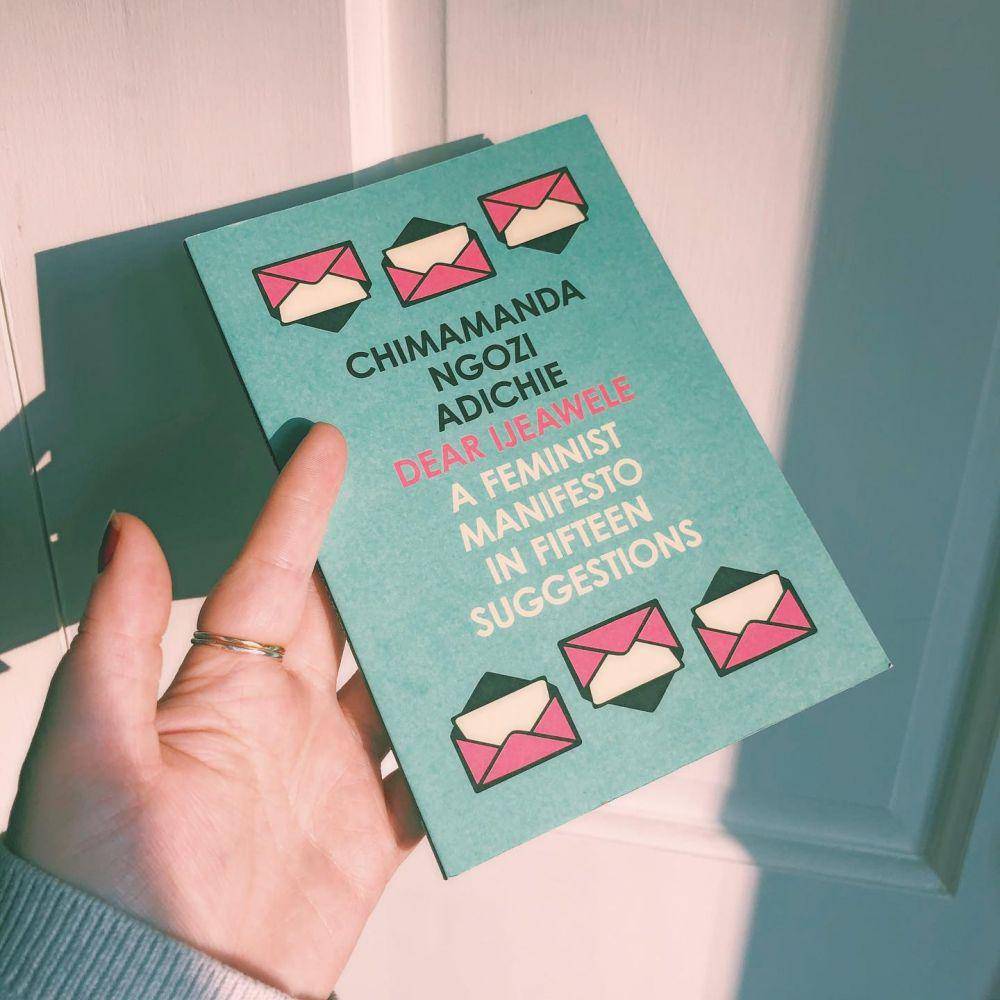 CHIMAMANDA
NGOZI
ADICHIE
DEAR IJEAWELE
A FEMINIST
MANIFESTO
IN FIFTEEN
SUGGESTIONS